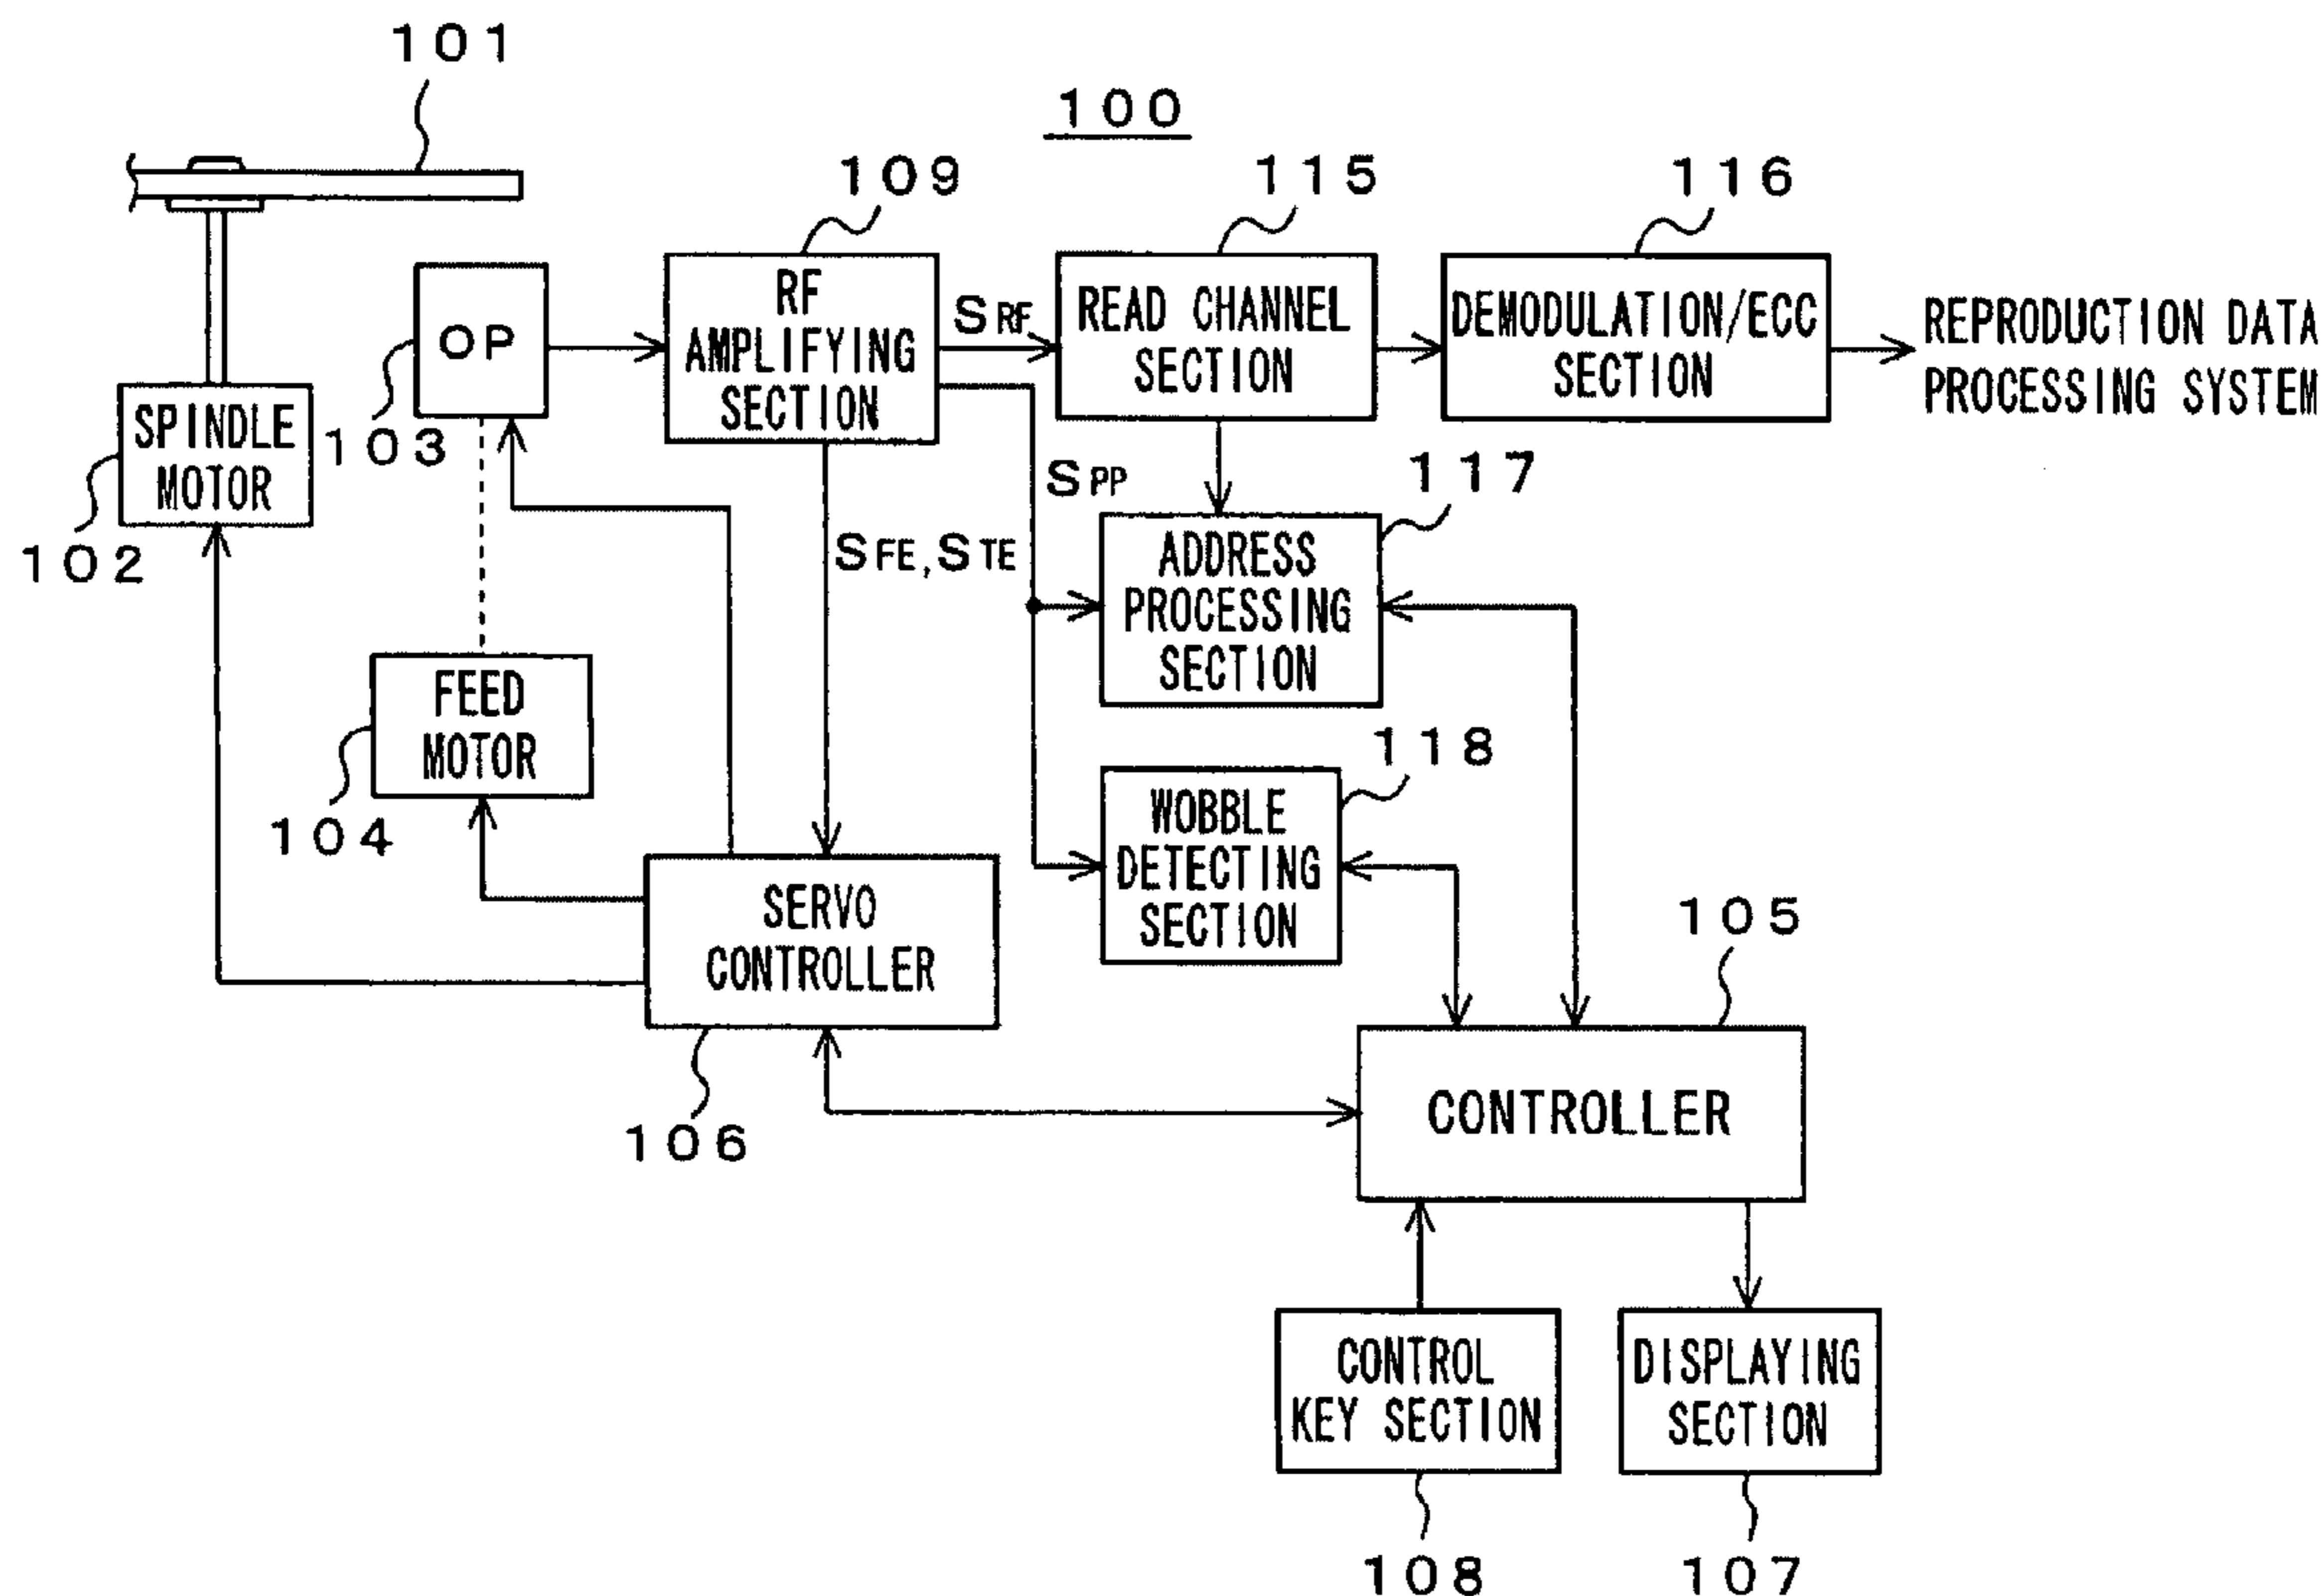 101
100
109
115
116
RF
AMPLIFYING
SECTION
SRF
READ CHANNEL
SECTION
DEMODULATION/ECC
SECTION
REPRODUCTION DATA
PROCESSING SYSTEM
OP
103
SPINDLE
MOTOR
102
SPP
117
SFE, STE
ADDRESS
PROCESSING
SECTION
FEED
MOTOR
104
118
WOBBLE
DETECTING
SECTION
SERVO
CONTROLLER
106
105
CONTROLLER
CONTROL
KEY SECTION
DISPLAYING
SECTION
108
107